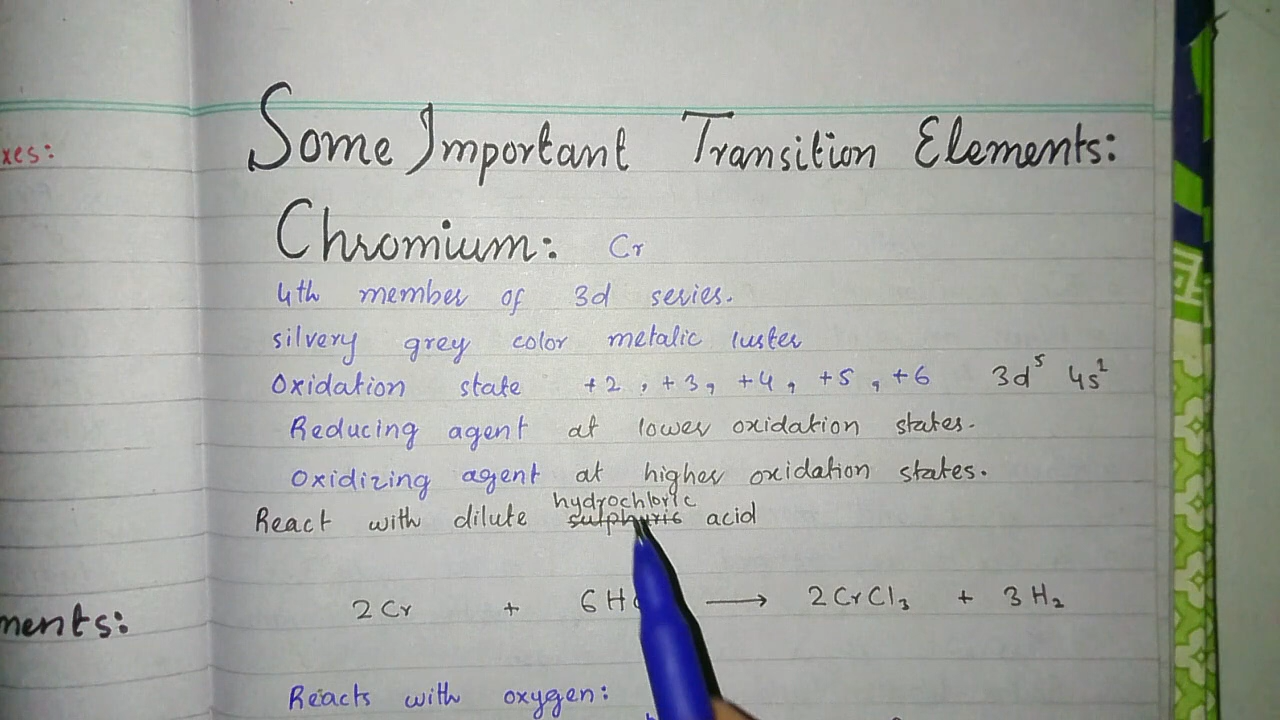 xes:
Some Important Transition Elements:
Chromium: Cr
4th member of 3d series.
silvery grey color metalic luster
Oxidation state +2, +3, +4, +5, +6 3d⁵ 4s¹
Reducing agent at lower oxidation states.
Oxidizing agent at higher oxidation states.
hydrochloric
React with dilute sulphuric acid
2Cr + 6H → 2CrCl₃ + 3H₂
ments:
Reacts with oxygen: